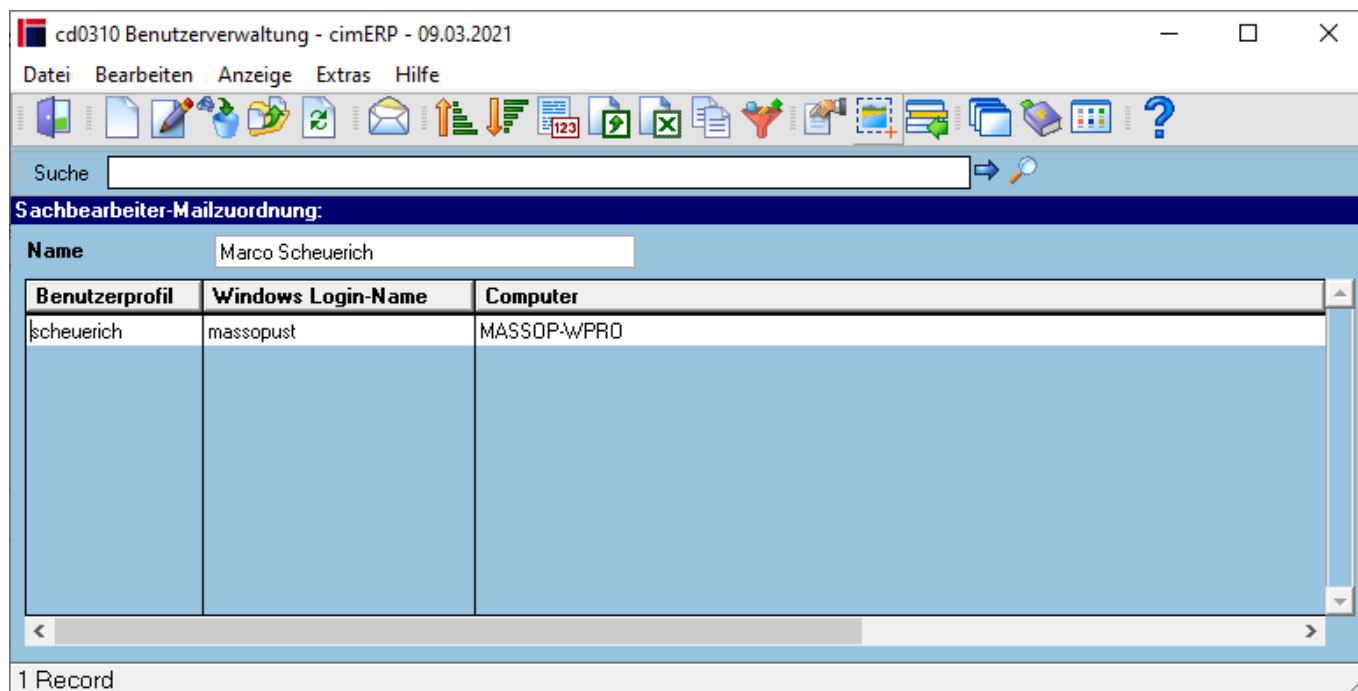 cd0310 Benutzerverwaltung - cimERP - 09.03.2021
Datei Bearbeiten Anzeige Extras Hilfe
123
Suche
Sachbearbeiter-Mailzuordnung:
Name Marco Scheuerich
Benutzerprofil Windows Login-Name Computer
scheuerich massopust MASSOP-WPRO
1 Record